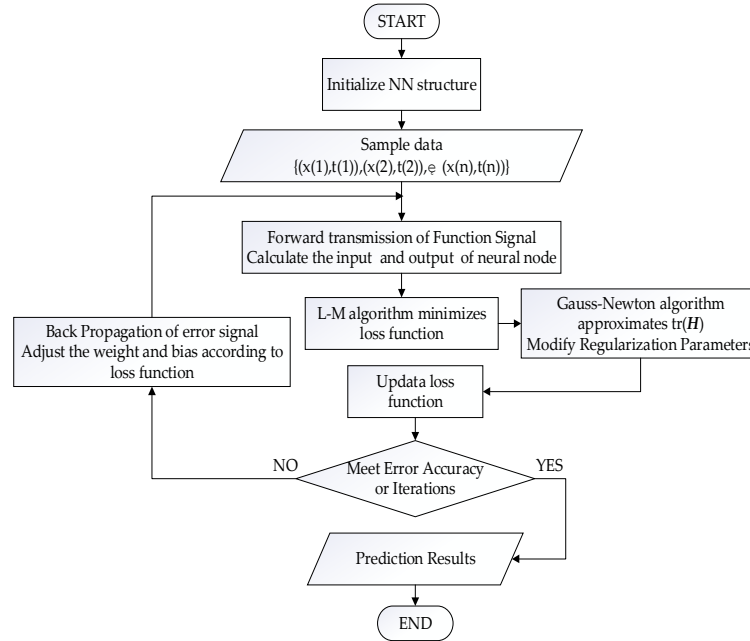 START
Initialize NN structure
Sample data
{(x(1),t(1)),(x(2),t(2)),ȩ (x(n),t(n))}
Forward transmission of Function Signal
Calculate the input and output of neural node
L-M algorithm minimizes
loss function
Gauss-Newton algorithm
approximates tr(H)
Modify Regularization Parameters
Back Propagation of error signal
Adjust the weight and bias according to
loss function
Updata loss
function
NO
Meet Error Accuracy
or Iterations
YES
Prediction Results
END